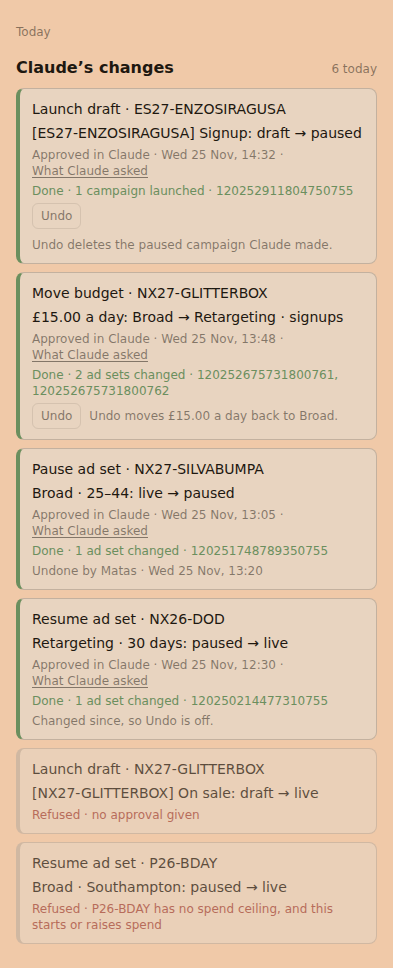 Today
Claude’s changes
6 today
Launch draft · ES27-ENZOSIRAGUSA
[ES27-ENZOSIRAGUSA] Signup: draft → paused
Approved in Claude · Wed 25 Nov, 14:32 ·
What Claude asked
Done · 1 campaign launched · 120252911804750755
Undo
Undo deletes the paused campaign Claude made.
Move budget · NX27-GLITTERBOX
£15.00 a day: Broad → Retargeting · signups
Approved in Claude · Wed 25 Nov, 13:48 ·
What Claude asked
Done · 2 ad sets changed · 120252675731800761,
120252675731800762
Undo
Undo moves £15.00 a day back to Broad.
Pause ad set · NX27-SILVABUMPA
Broad · 25–44: live → paused
Approved in Claude · Wed 25 Nov, 13:05 ·
What Claude asked
Done · 1 ad set changed · 120251748789350755
Undone by Matas · Wed 25 Nov, 13:20
Resume ad set · NX26-DOD
Retargeting · 30 days: paused → live
Approved in Claude · Wed 25 Nov, 12:30 ·
What Claude asked
Done · 1 ad set changed · 120250214477310755
Changed since, so Undo is off.
Launch draft · NX27-GLITTERBOX
[NX27-GLITTERBOX] On sale: draft → live
Refused · no approval given
Resume ad set · P26-BDAY
Broad · Southampton: paused → live
Refused · P26-BDAY has no spend ceiling, and this
starts or raises spend